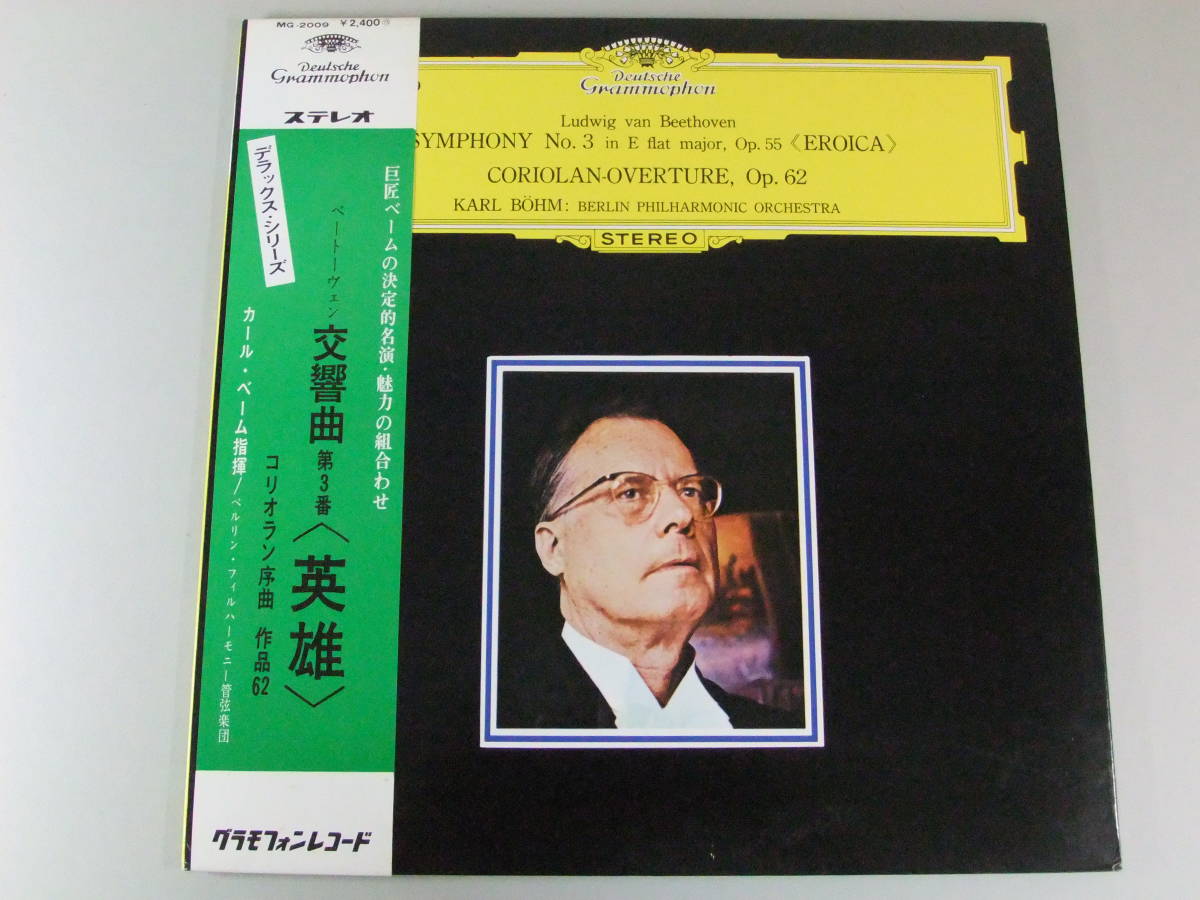 MG-2009 ¥2,400
Deutsche
Grammophon
ステレオ
デラックス・シリーズ
巨匠ベームの決定的名演・魅力の組合わせ
ベートーヴェン
交響曲第3番〈英雄〉
コリオラン序曲 作品62
カール・ベーム指揮/ベルリン・フィルハーモニー管弦楽団
グラモフォンレコード
Deutsche
Grammophon
Ludwig van Beethoven
SYMPHONY No. 3 in E flat major, Op. 55 《EROICA》
CORIOLAN-OVERTURE, Op. 62
KARL BÖHM: BERLIN PHILHARMONIC ORCHESTRA
STEREO